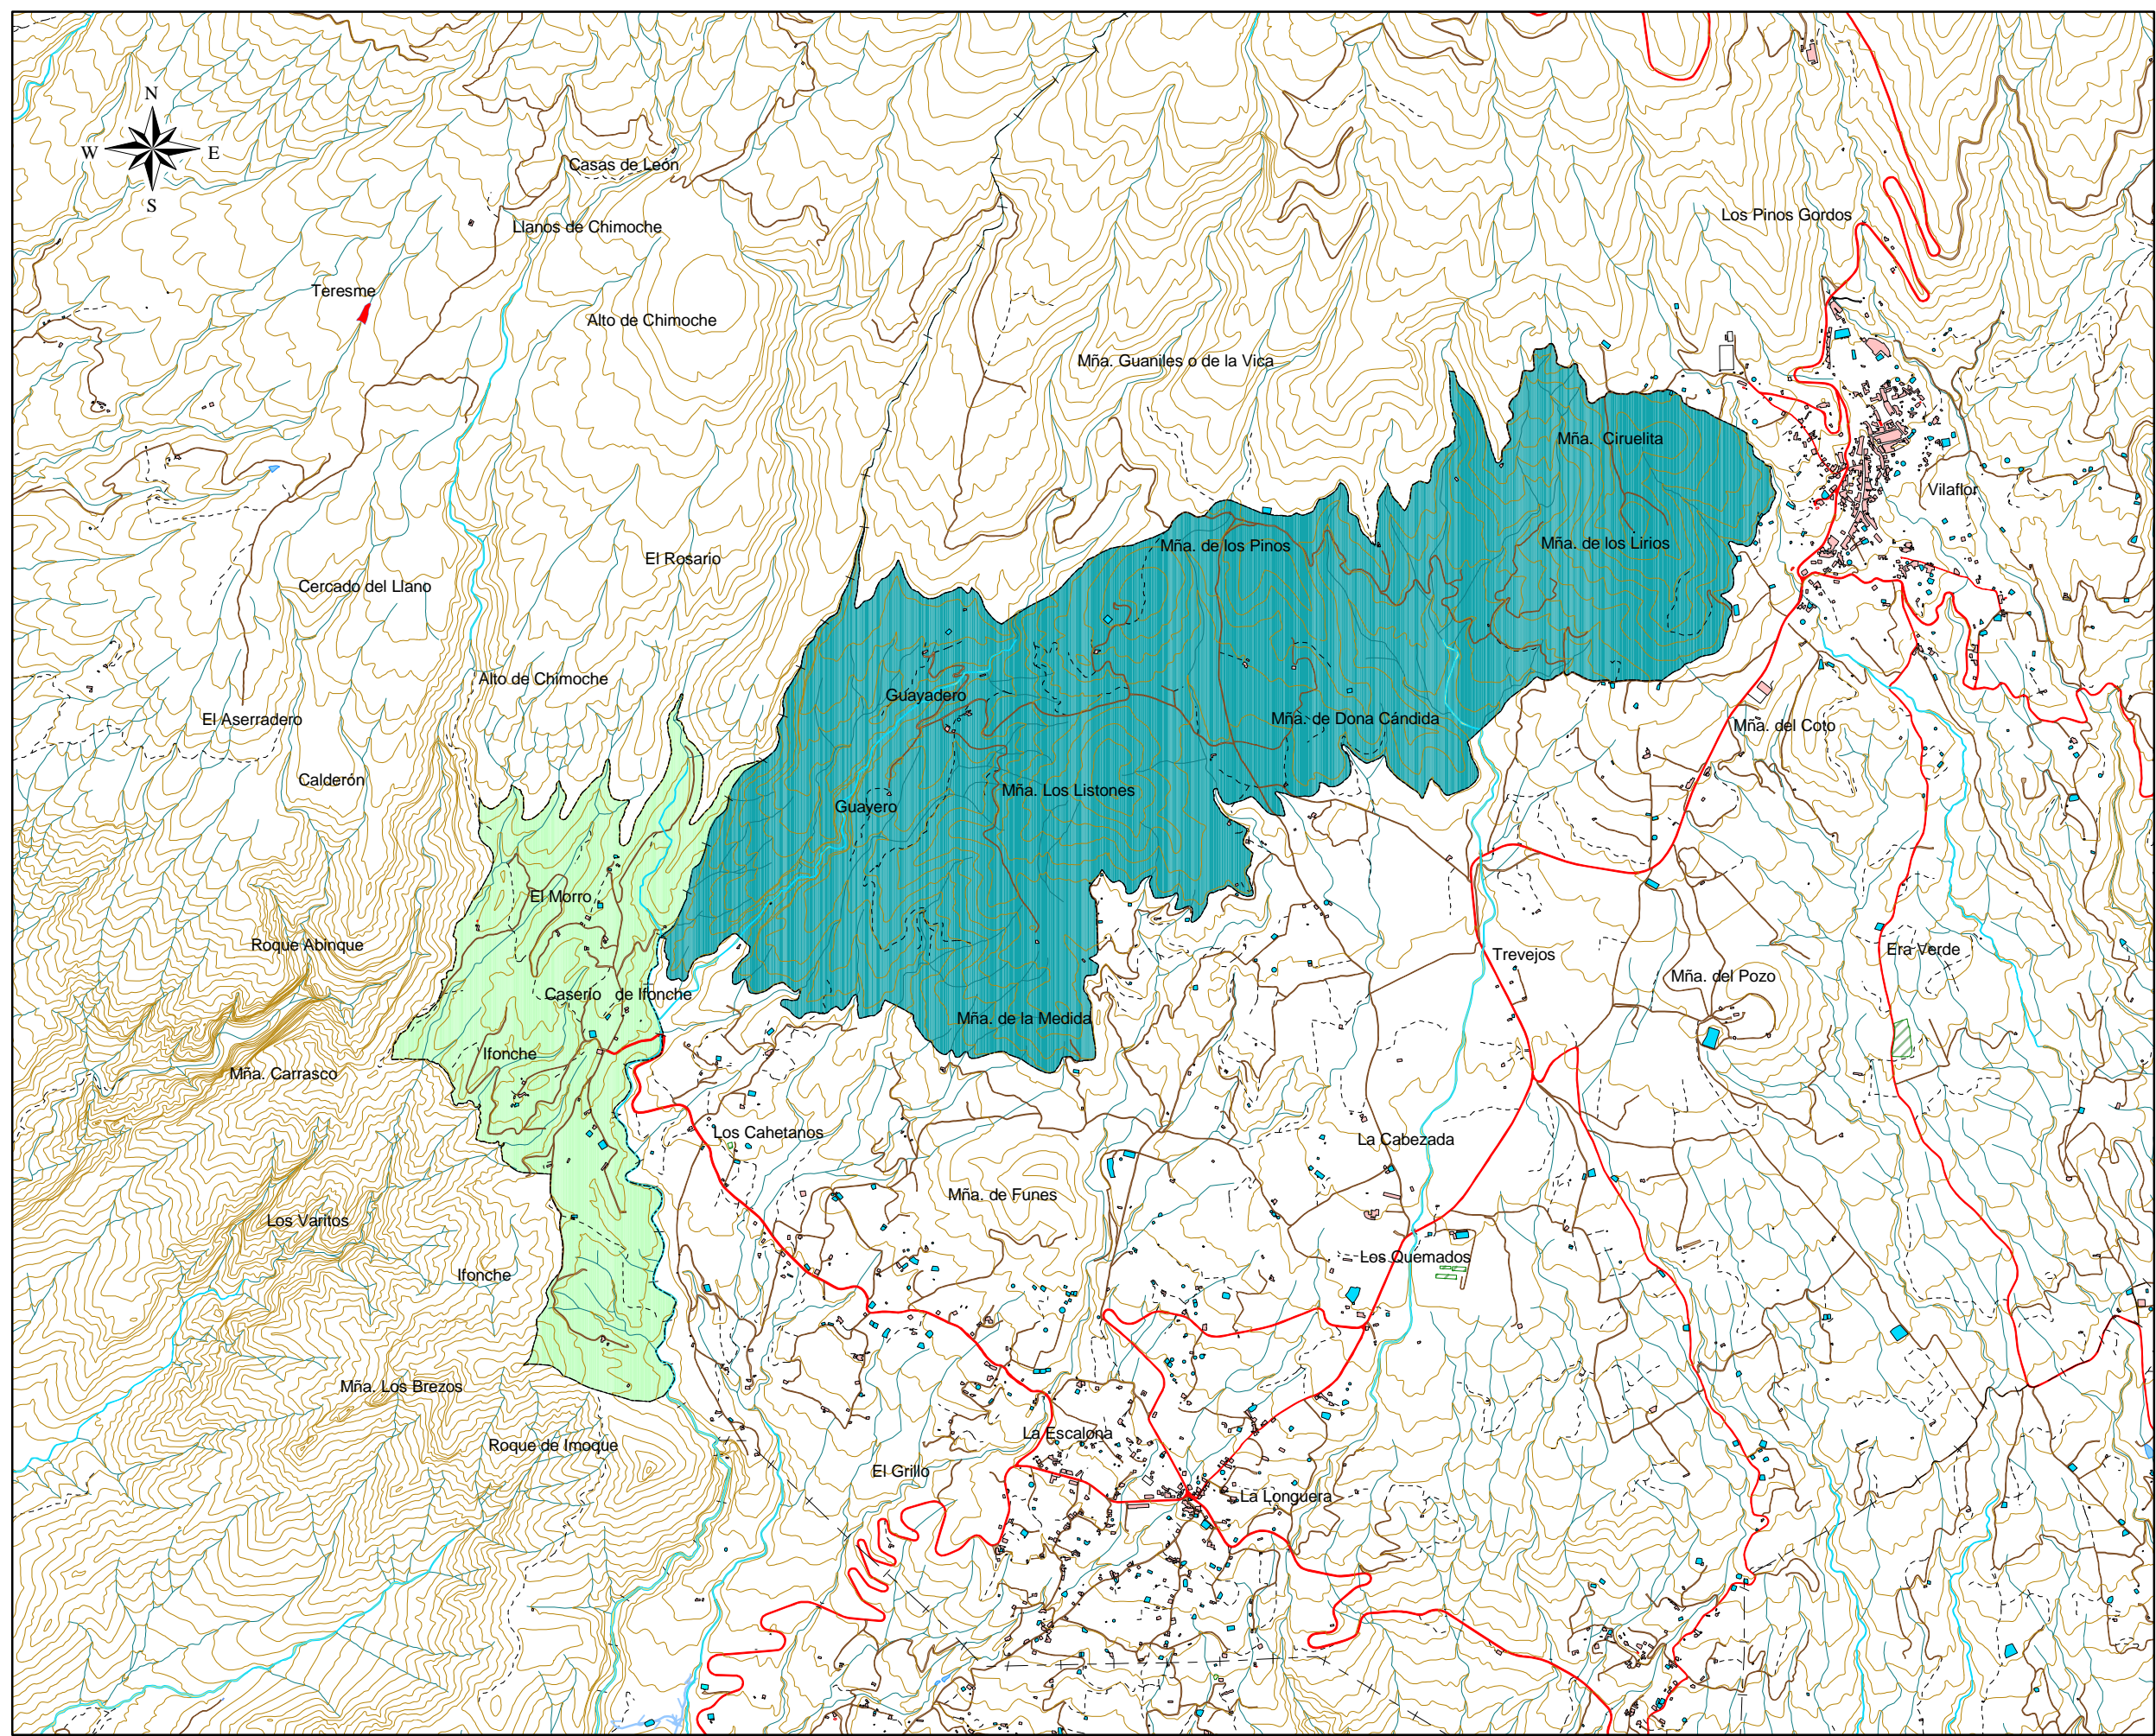 N
W E
S
Casas de León
Los Pinos Gordos
Llanos de Chimoche
Teresme
Alto de Chimoche
Mña. Guaniles o de la Vica
Mña. Ciruelita
Vilaflor
Mña. de los Pinos
Mña. de los Lirios
El Rosario
Cercado del Llano
Alto de Chimoche
Guayadero
El Aserradero
Mña. de Dona Cándida
Mña. del Coto
Calderón
Mña. Los Listones
Guayero
El Morro
Roque Abinque
Era Verde
Trevejos
Mña. del Pozo
Caserío de Ifonche
Mña. de la Medida
Ifonche
Mña. Carrasco
Los Cahetanos
La Cabezada
Mña. de Funes
Los Varitos
Los Quemados
Ifonche
Mña. Los Brezos
La Escalona
Roque de Imoque
El Grillo
La Longuera